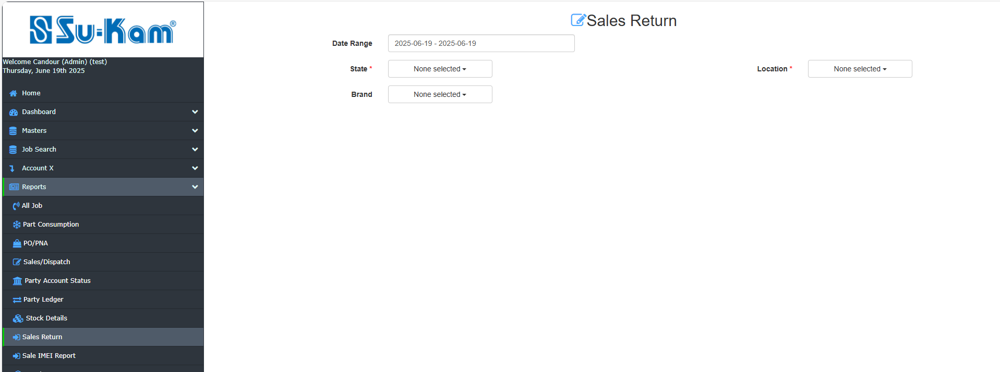 Su-Kam®
Welcome Candour (Admin) (test)
Thursday, June 19th 2025
Home
Dashboard
Masters
Job Search
Account X
Reports
All Job
Part Consumption
PO/PNA
Sales/Dispatch
Party Account Status
Party Ledger
Stock Details
Sales Return
Sale IMEI Report
Sales Return
Date Range 2025-06-19 - 2025-06-19
State * None selected Location * None selected
Brand None selected